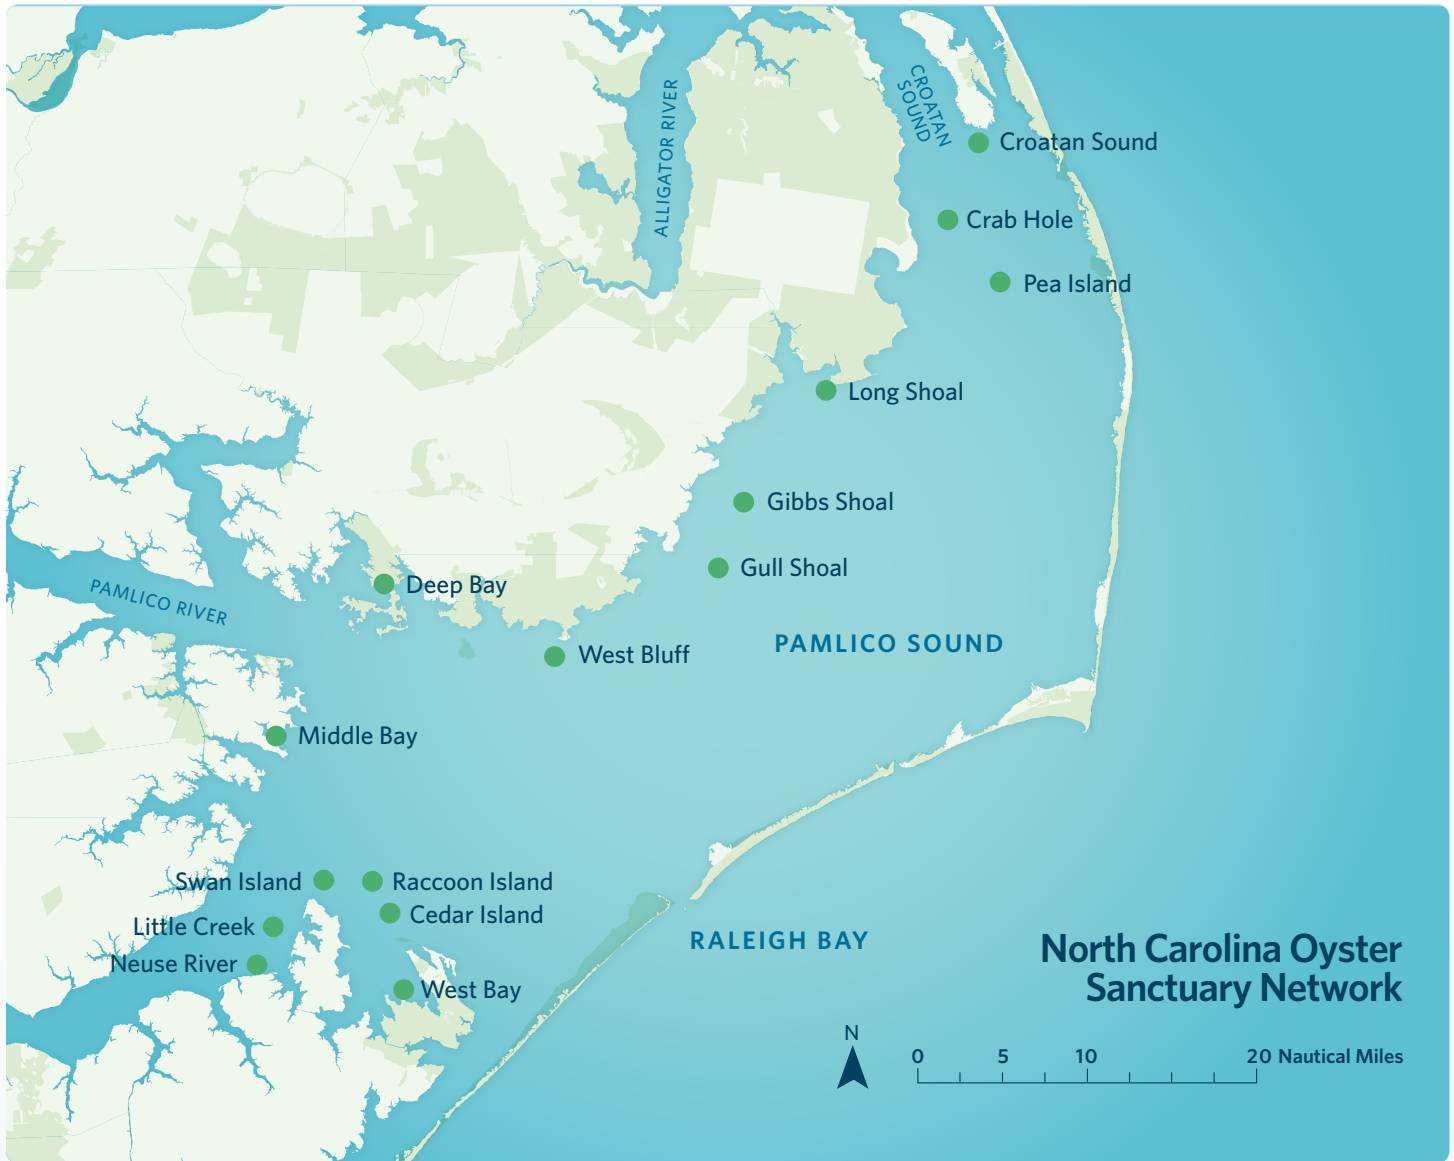 CROATAN
SOUND
ALLIGATOR RIVER
Croatan Sound
Crab Hole
Pea Island
Long Shoal
Gibbs Shoal
Gull Shoal
Deep Bay
PAMLICO RIVER
PAMLICO SOUND
West Bluff
Middle Bay
Swan Island
Raccoon Island
Cedar Island
Little Creek
RALEIGH BAY
Neuse River
West Bay
North Carolina Oyster
Sanctuary Network
N
0 5 10 20 Nautical Miles